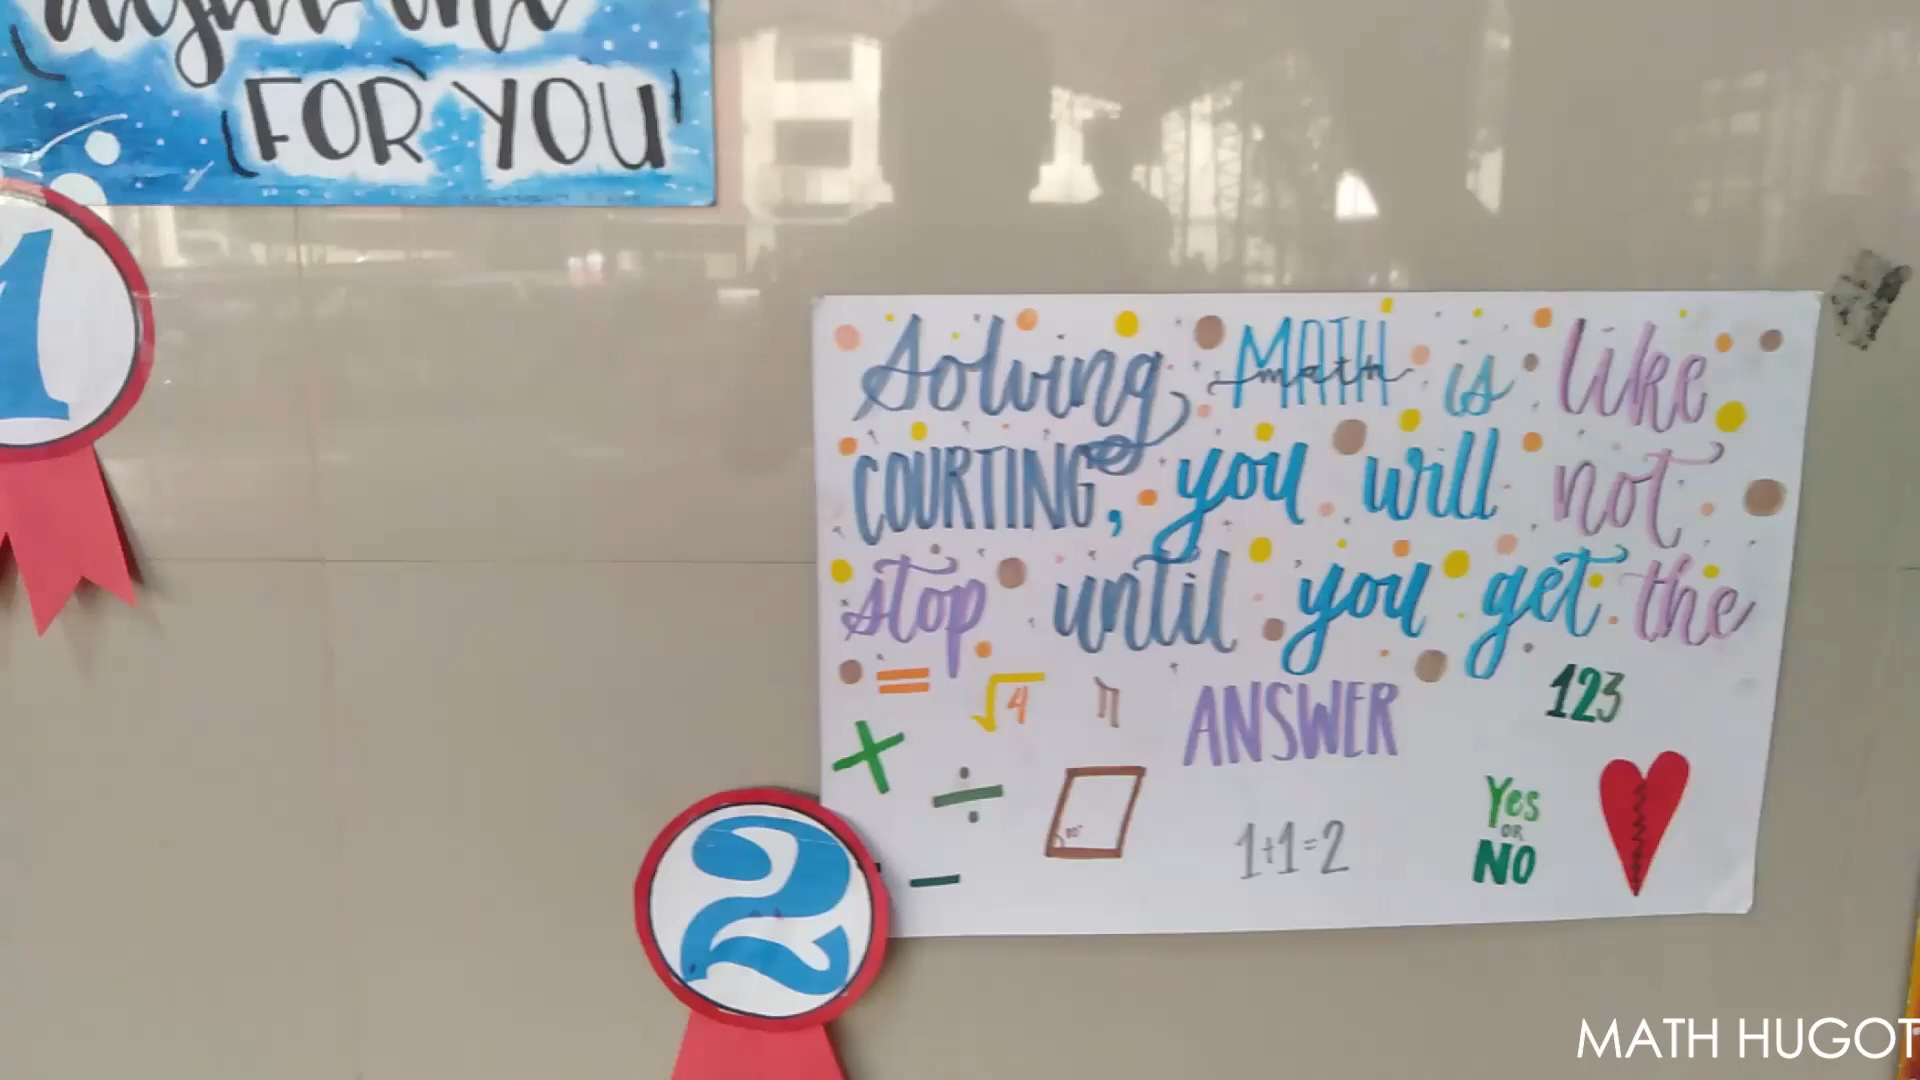 FOR YOU
1
Solving MATH math is like
COURTING, you will not
stop until you get the
= √4 π ANSWER 123
+ ÷
Yes
OR
NO
1+1=2
−
2
MATH HUGOT